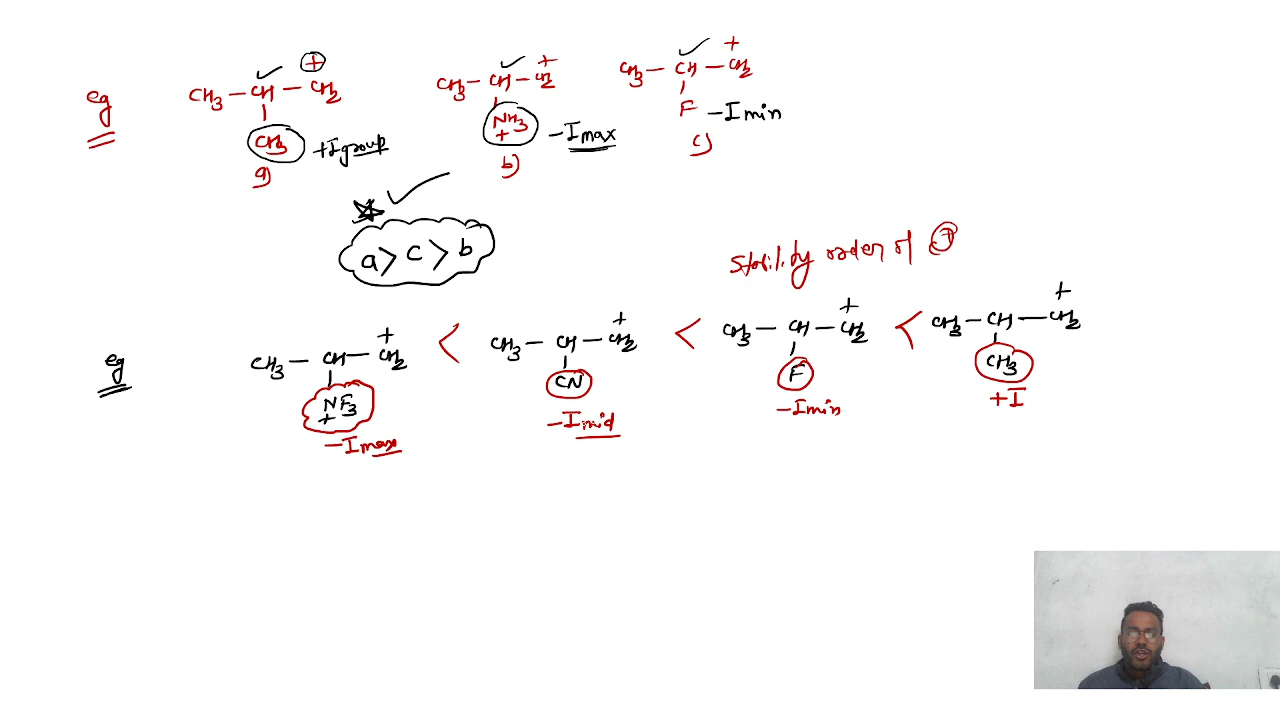 eg
CH3 – CH – CH2 +
CH3 +I group
a)
CH3 – CH – CH2 +
NH3 + –I max
b)
CH3 – CH – CH2 +
F –I min
c)
a > c > b
Stability order of C+
eg
CH3 – CH – CH2 + < CH3 – CH – CH2 + < CH3 – CH – CH2 + < CH3 – CH – CH2 +
NF3 + CN F CH3
–I max –I mid –I min +I